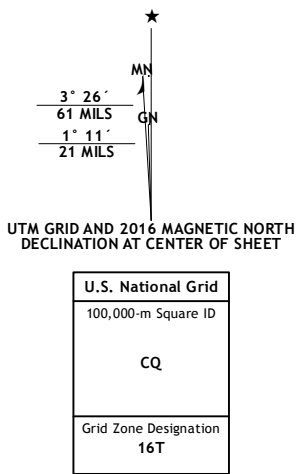 MN
3° 26´
61 MILS
GN
1° 11´
21 MILS
UTM GRID AND 2016 MAGNETIC NORTH
DECLINATION AT CENTER OF SHEET
U.S. National Grid
100,000-m Square ID
CQ
Grid Zone Designation
16T